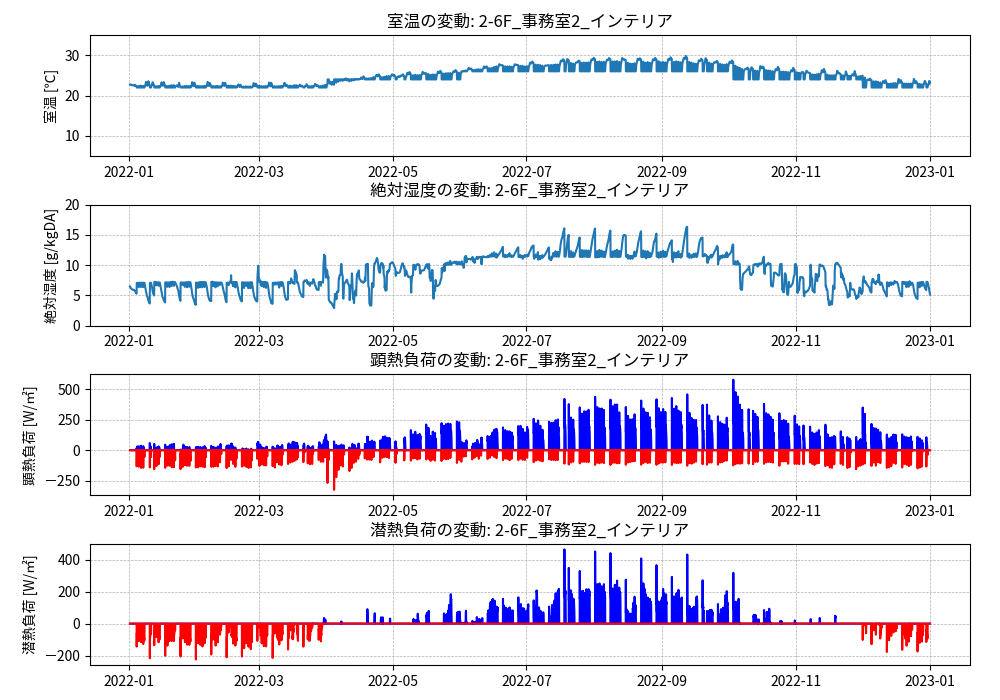 室温の変動: 2-6F_事務室2_インテリア
室温 [℃]
30
20
10
2022-01 2022-03 2022-05 2022-07 2022-09 2022-11 2023-01
絶対湿度の変動: 2-6F_事務室2_インテリア
絶対湿度 [g/kgDA]
20
15
10
5
0
2022-01 2022-03 2022-05 2022-07 2022-09 2022-11 2023-01
顕熱負荷の変動: 2-6F_事務室2_インテリア
顕熱負荷 [W/㎡]
500
250
0
−250
2022-01 2022-03 2022-05 2022-07 2022-09 2022-11 2023-01
潜熱負荷の変動: 2-6F_事務室2_インテリア
潜熱負荷 [W/㎡]
400
200
0
−200
2022-01 2022-03 2022-05 2022-07 2022-09 2022-11 2023-01